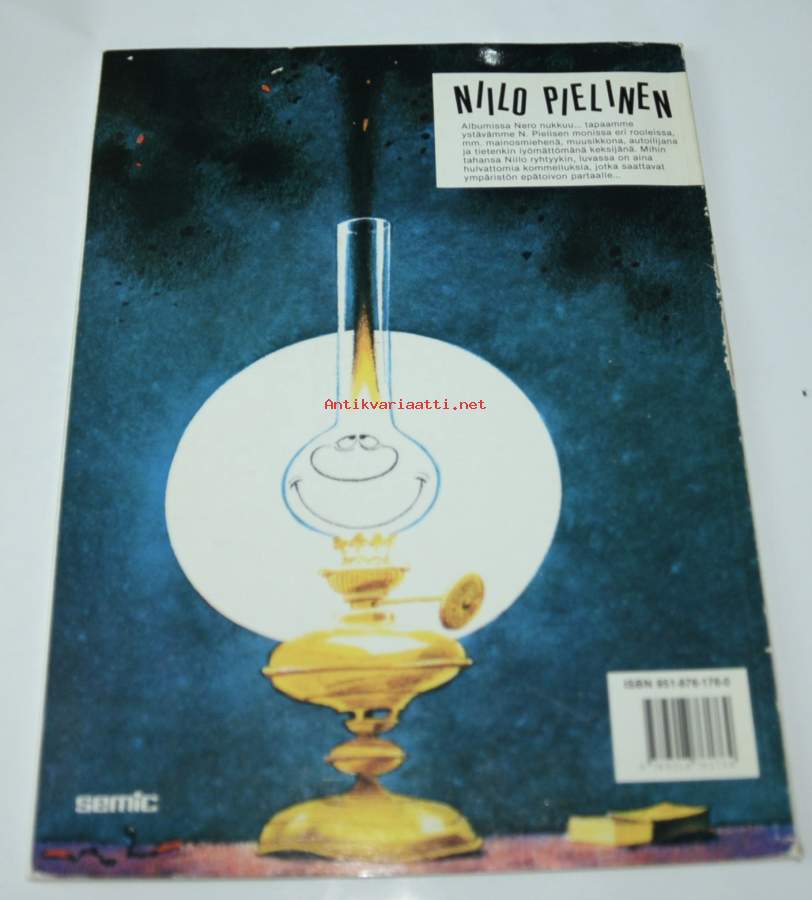 NIILO PIELINEN
Albumissa Nero nukkuu... tapaamme
ystävämme N. Pielisen monissa eri rooleissa,
mm. mainosmiehenä, muusikkona, autoilijana
ja tietenkin lyömättömänä keksijänä. Mihin
tahansa Niilo ryhtyykin, luvassa on aina
hulvattomia kommelluksia, jotka saattavat
ympäristön epätoivon partaalle...
Antikvariaatti.net
ISBN 951-876-178-0
semic